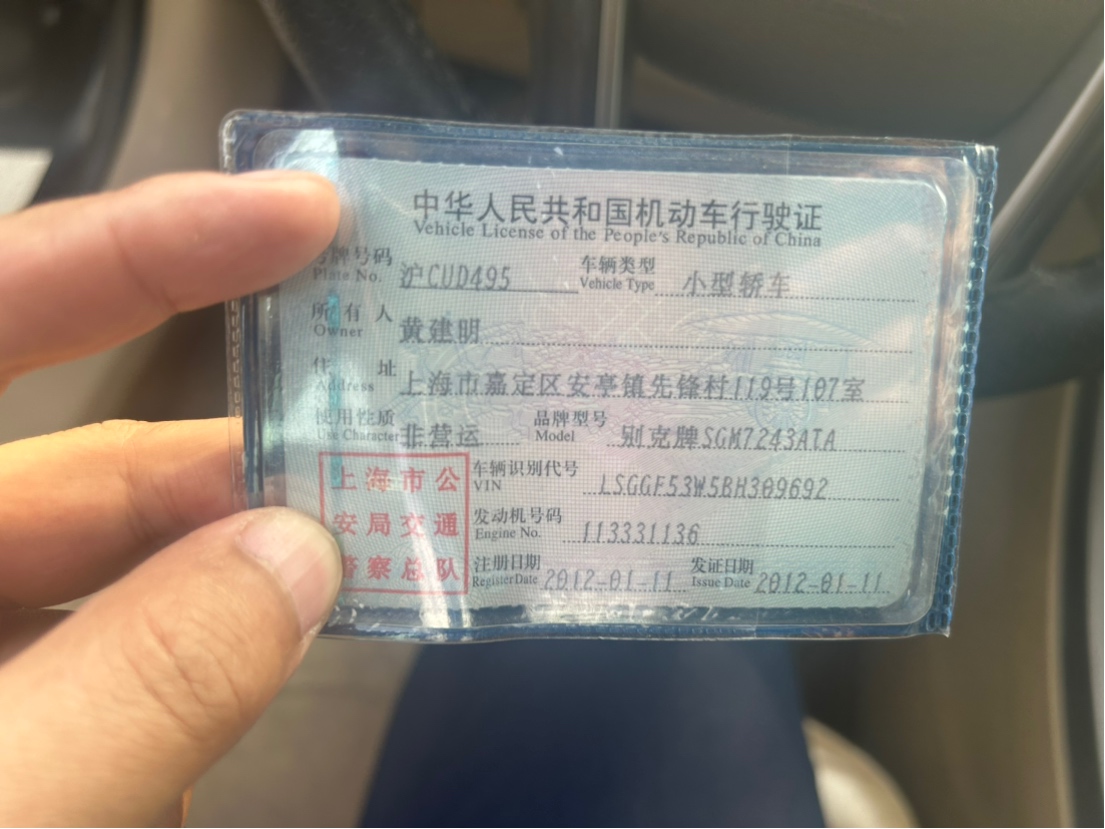 中华人民共和国机动车行驶证
Vehicle License of the People's Republic of China
牌号码 沪CUD495 车辆类型 小型轿车
Plate No. Vehicle Type
所有人 黄建明
Owner
住址 上海市嘉定区安亭镇先锋村119号107室
Address
使用性质 非营运 品牌型号 别克牌SGM7243ATA
Use Character Model
上海市公 车辆识别代号 LSGGF53W5BH309692
VIN
安局交通 发动机号码 113331136
Engine No.
警察总队 注册日期 2012-01-11 发证日期 2012-01-11
Register Date Issue Date